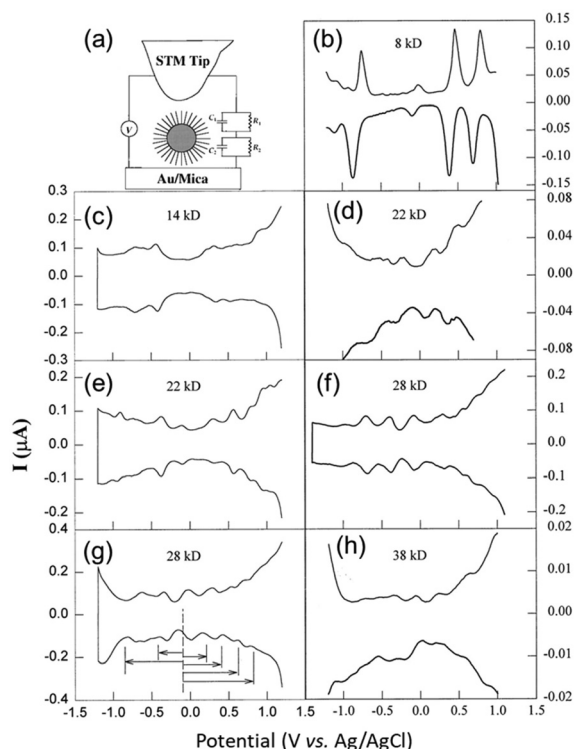 (a)
STM Tip
V
C1
R1
C2
R2
Au/Mica
(b)
8 kD
0.15
0.10
0.05
0.00
-0.05
-0.10
-0.15
(c)
14 kD
0.3
0.2
0.1
0.0
-0.1
-0.2
-0.3
(d)
22 kD
0.08
0.04
0.00
-0.04
-0.08
(e)
22 kD
0.2
0.1
0.0
-0.1
-0.2
(f)
28 kD
0.2
0.1
0.0
-0.1
-0.2
I (μA)
(g)
28 kD
0.4
0.2
0.0
-0.2
-0.4
(h)
38 kD
0.02
0.01
0.00
-0.01
-0.02
-1.5 -1.0 -0.5 0.0 0.5 1.0 1.5 -1.0 -0.5 0.0 0.5 1.0 1.5
Potential (V vs. Ag/AgCl)